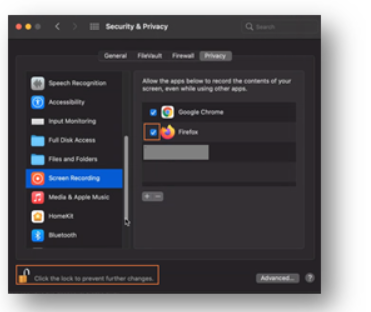 Security & Privacy
Search
General FileVault Firewall Privacy
Speech Recognition
Accessibility
Input Monitoring
Full Disk Access
Files and Folders
Screen Recording
Media & Apple Music
HomeKit
Bluetooth
Allow the apps below to record the contents of your
screen, even while using other apps.
Google Chrome
Firefox
Click the lock to prevent further changes.
Advanced...
?